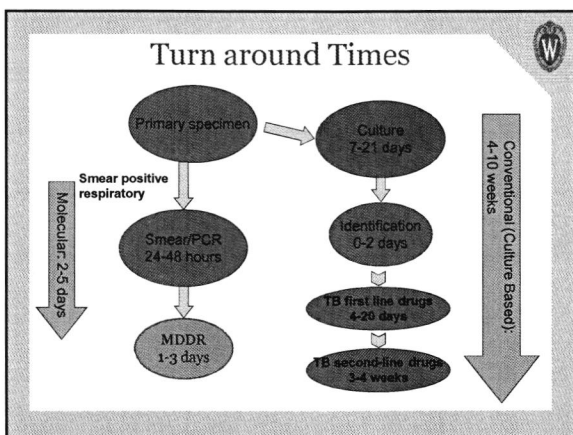 Turn around Times
W
Primary specimen
Culture
7-21 days
Smear positive
respiratory
Molecular: 2-5 days
Smear/PCR
24-48 hours
Identification
0-2 days
Conventional (Culture Based):
4-10 weeks
MDDR
1-3 days
TB first line drugs
4-20 days
TB second-line drugs
3-4 weeks